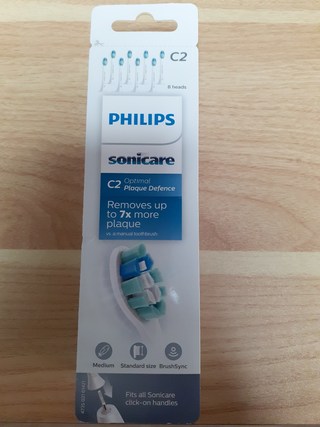 C2
8 heads
PHILIPS
sonicare
C2 Optimal
Plaque Defence
Removes up
to 7x more
plaque
vs. a manual toothbrush
Medium
Standard size
BrushSync
Fits all Sonicare
click-on handles